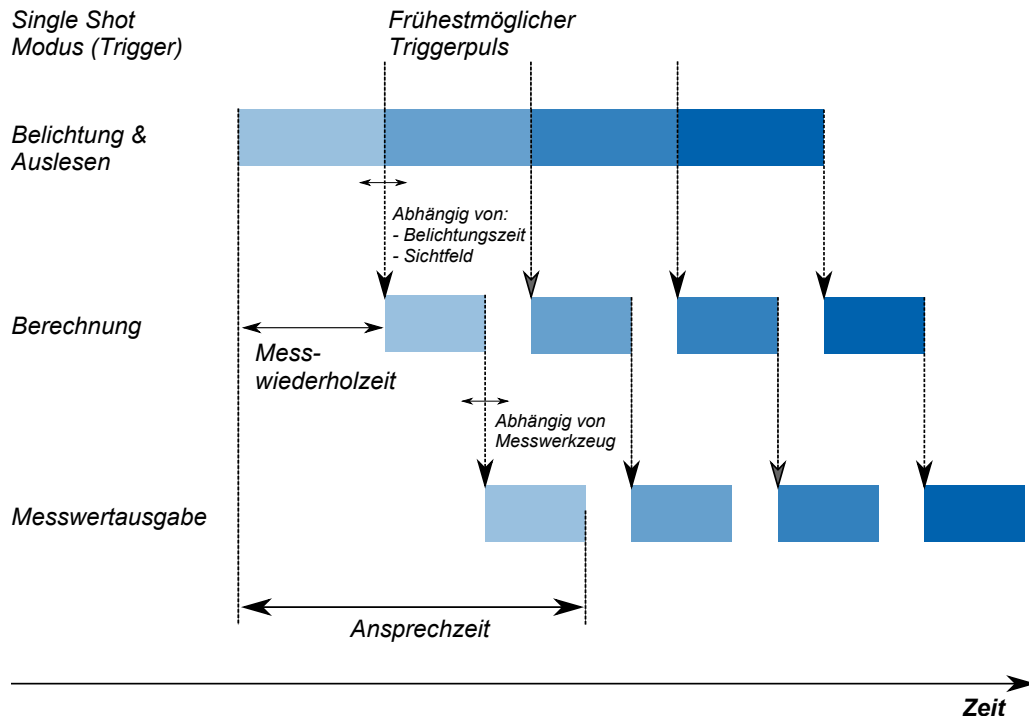 Single Shot
Modus (Trigger)
Frühestmöglicher
Triggerpuls
Belichtung &
Auslesen
Abhängig von:
- Belichtungszeit
- Sichtfeld
Berechnung
Mess-
wiederholzeit
Abhängig von
Messwerkzeug
Messwertausgabe
Ansprechzeit
Zeit